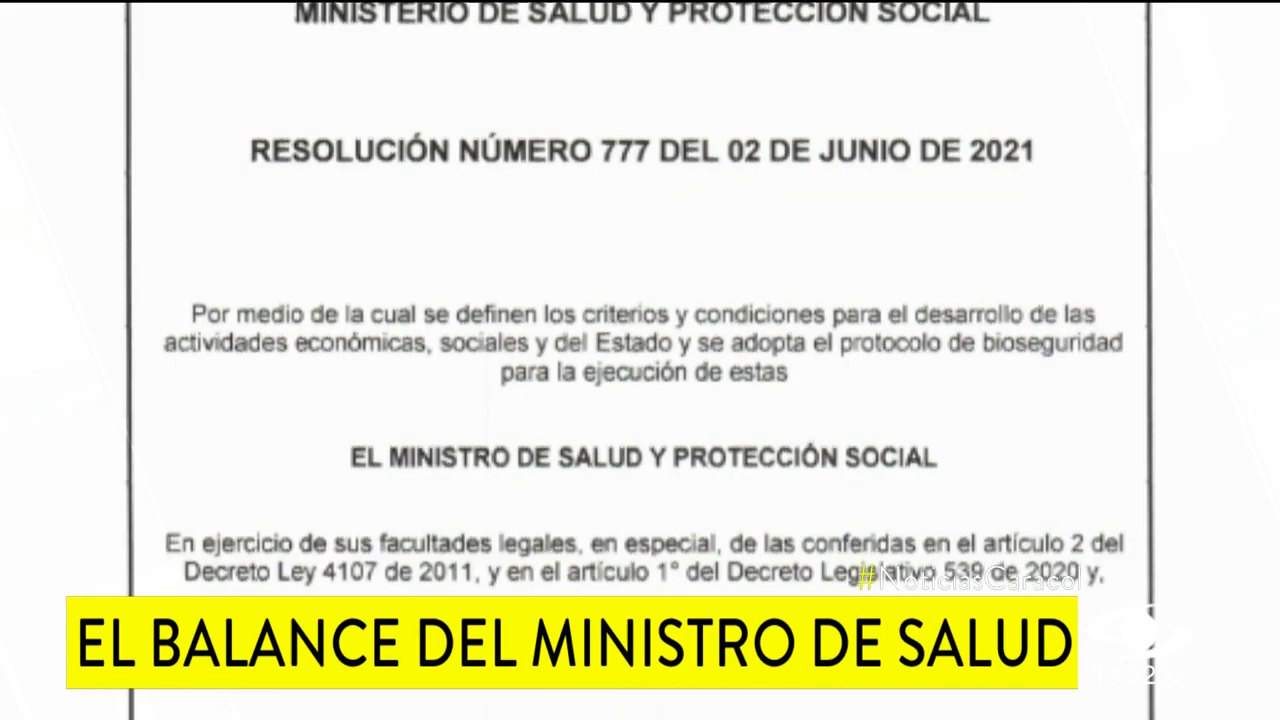 MINISTERIO DE SALUD Y PROTECCIÓN SOCIAL
RESOLUCIÓN NÚMERO 777 DEL 02 DE JUNIO DE 2021
Por medio de la cual se definen los criterios y condiciones para el desarrollo de las
actividades económicas, sociales y del Estado y se adopta el protocolo de bioseguridad
para la ejecución de estas
EL MINISTRO DE SALUD Y PROTECCIÓN SOCIAL
En ejercicio de sus facultades legales, en especial, de las conferidas en el artículo 2 del
Decreto Ley 4107 de 2011, y en el artículo 1° del Decreto Legislativo 539 de 2020 y,
#NoticiasCaracol
EL BALANCE DEL MINISTRO DE SALUD